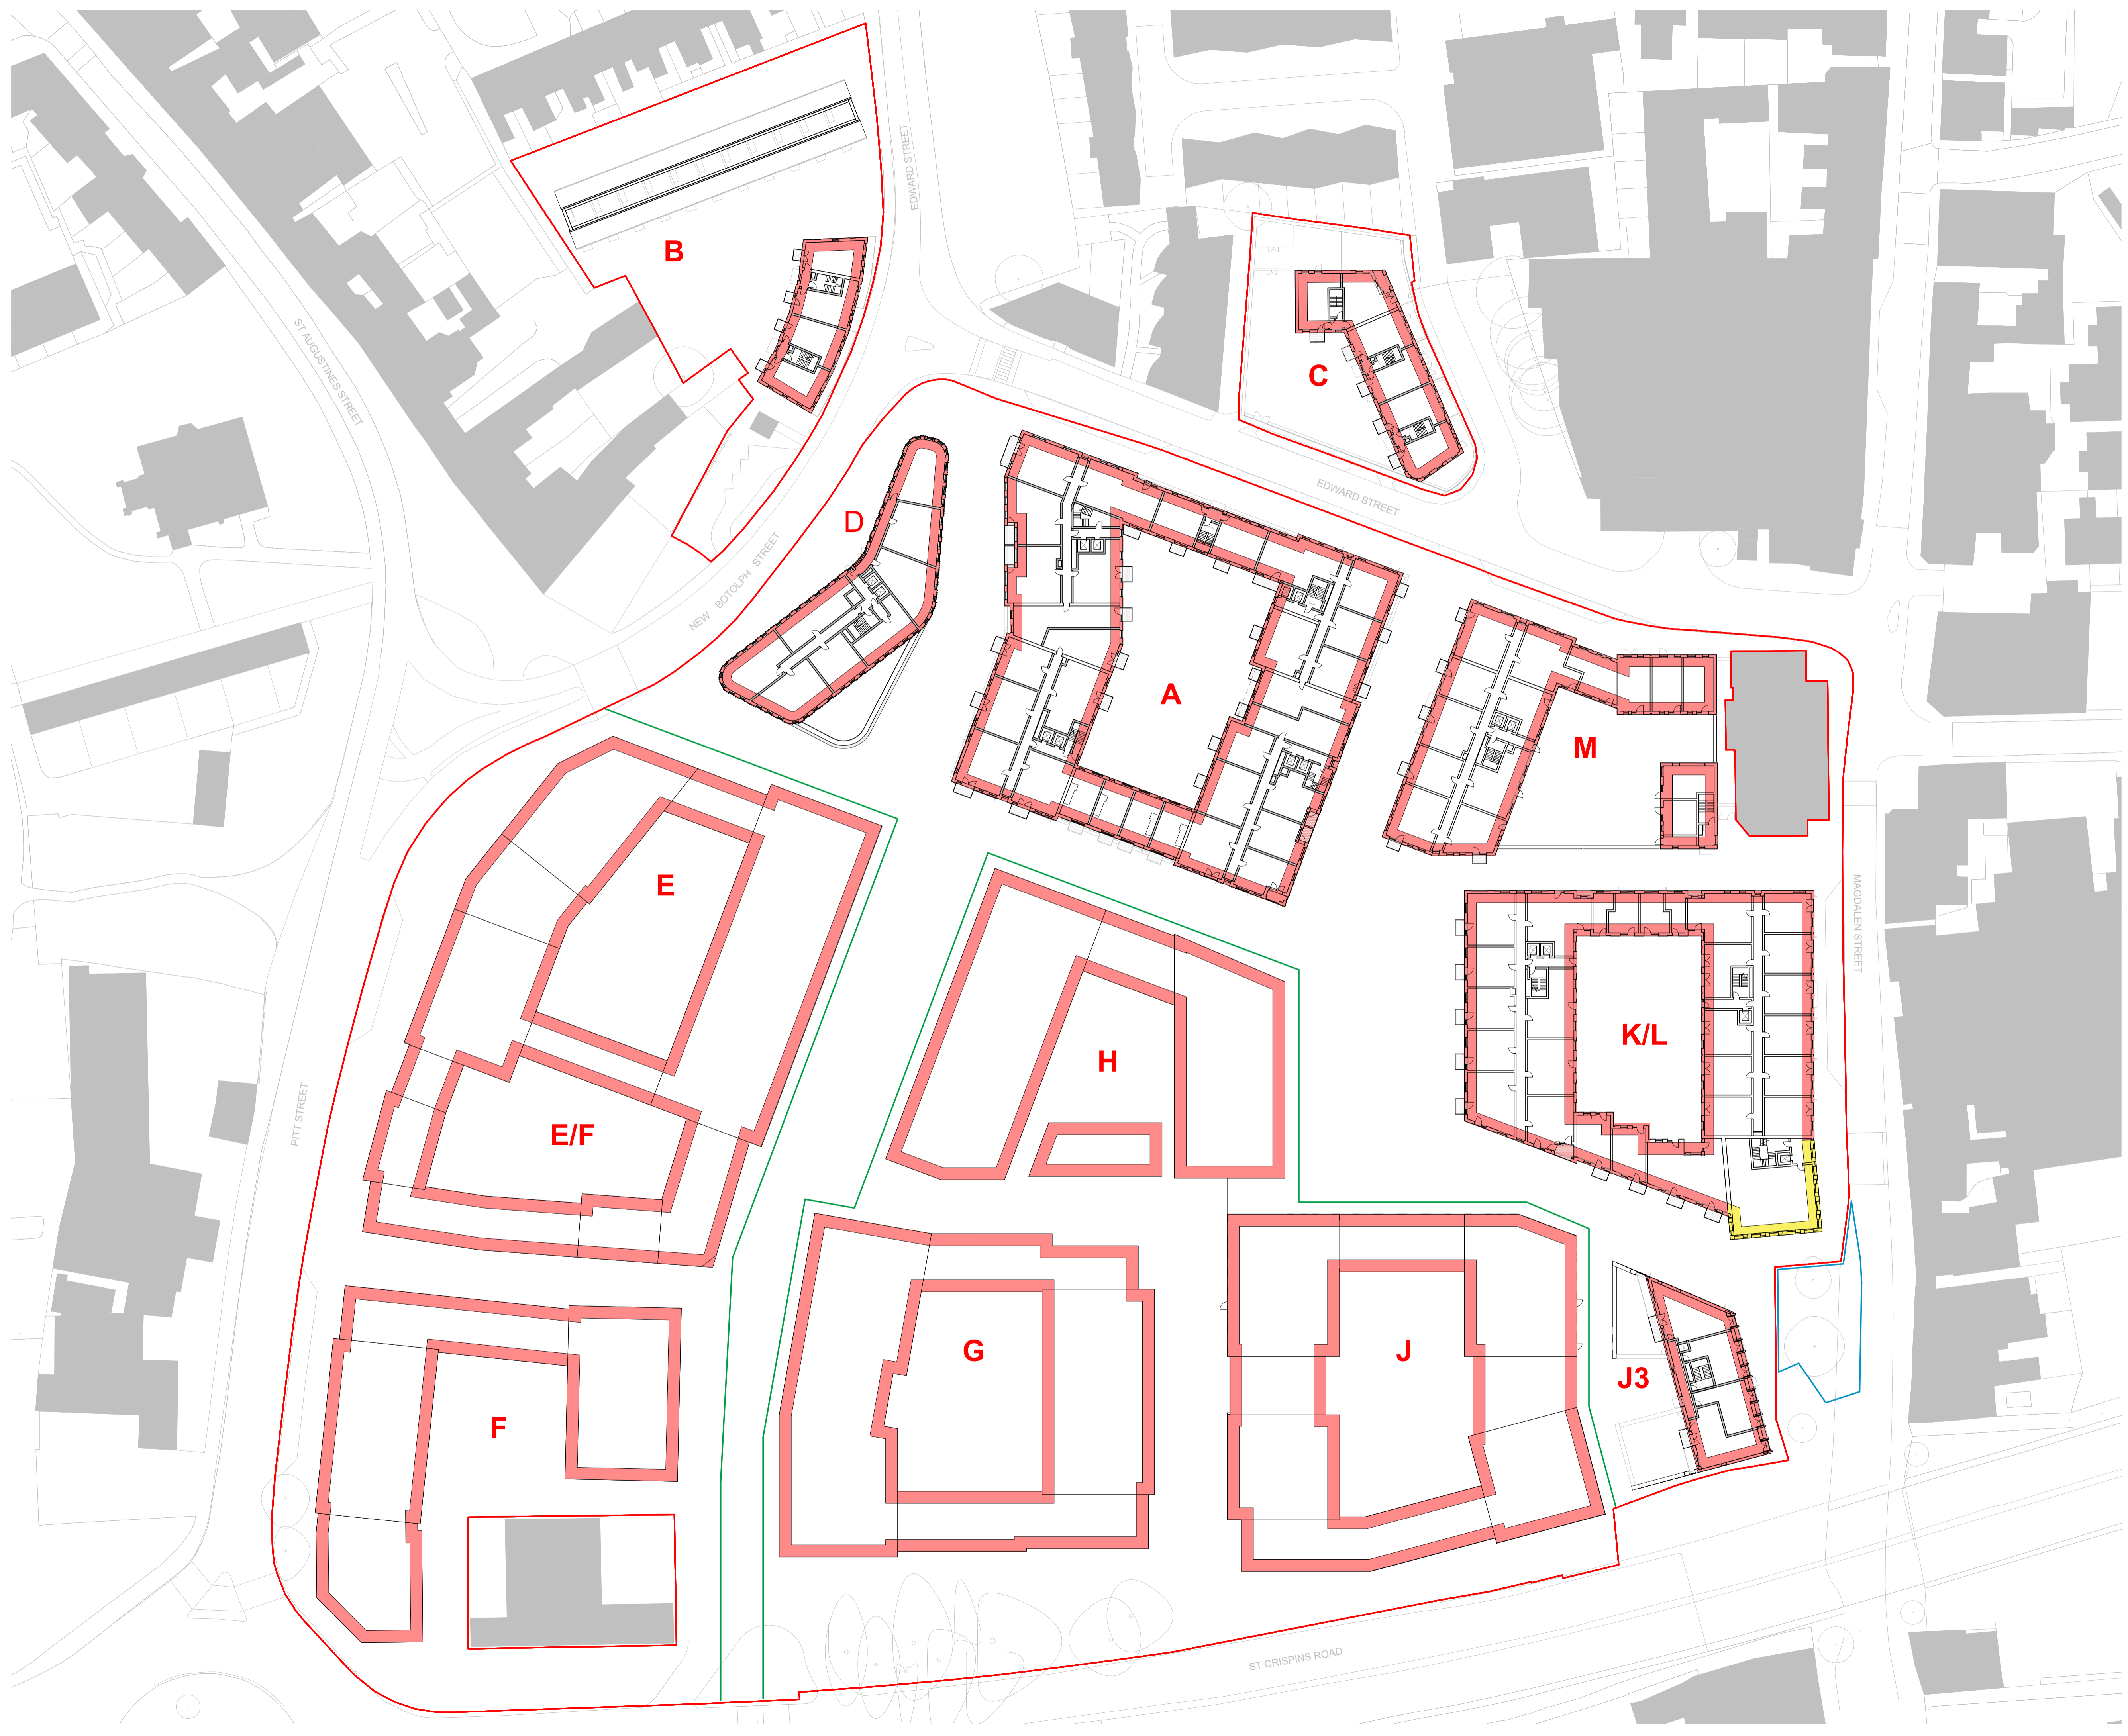 EDWARD STREET
B
ST AUGUSTINES STREET
C
EDWARD STREET
D
NEW BOTOLPH STREET
A
M
E
MAGDALEN STREET
K/L
H
PITT STREET
E/F
G
J
J3
F
ST CRISPINS ROAD